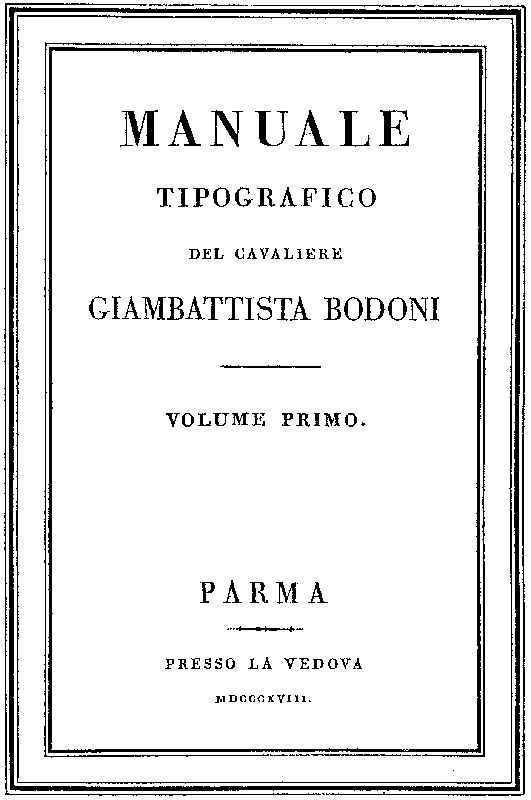 MANUALE
TIPOGRAFICO
DEL CAVALIERE
GIAMBATTISTA BODONI
VOLUME PRIMO.
PARMA
PRESSO LA VEDOVA
MDCCCXVIII.